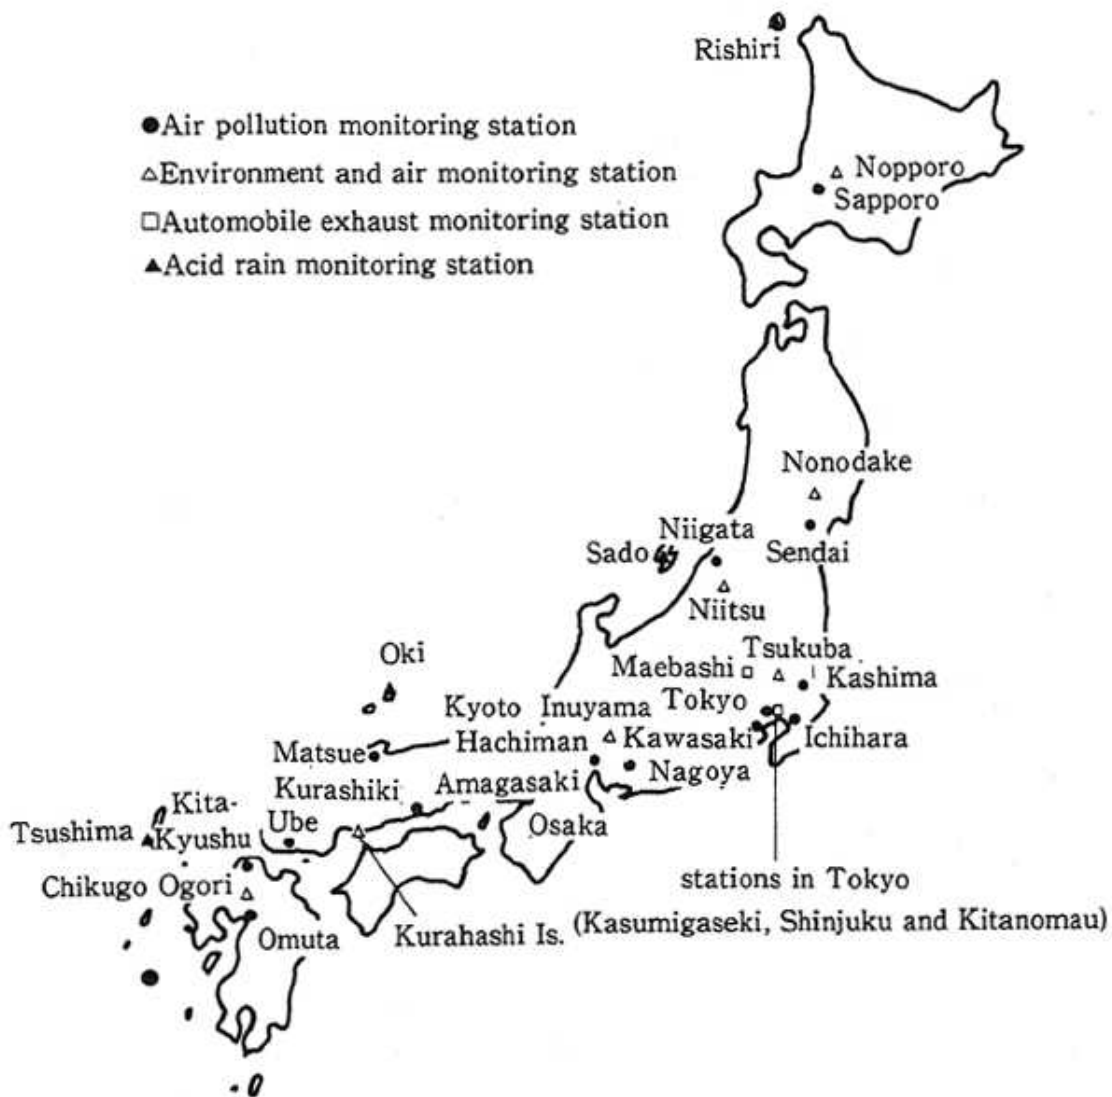 Rishiri
●Air pollution monitoring station
△Environment and air monitoring station
□Automobile exhaust monitoring station
▲Acid rain monitoring station
Nopporo
Sapporo
Nonodake
Niigata
Sado
Sendai
Niitsu
Tsukuba
Oki
Maebashi
Kashima
Kyoto
Inuyama
Tokyo
Hachiman
Kawasaki
Ichihara
Matsue
Nagoya
Kurashiki
Amagasaki
Kita-
Kyushu
Ube
Osaka
Tsushima
stations in Tokyo
(Kasumigaseki, Shinjuku and Kitanomau)
Chikugo Ogori
Omuta
Kurahashi Is.